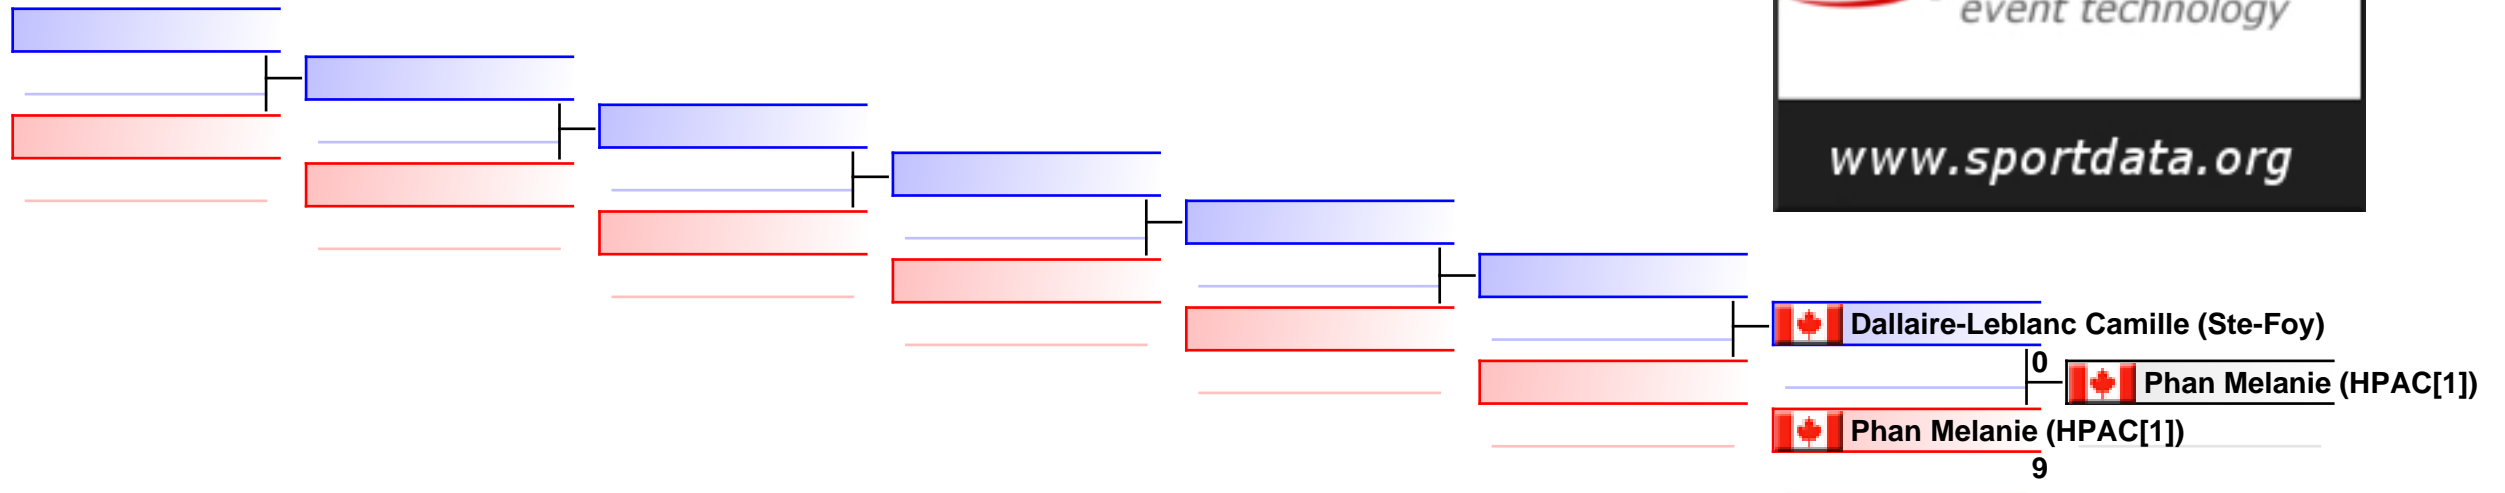 event technology
www.sportdata.org
Dallaire-Leblanc Camille (Ste-Foy)
0
Phan Melanie (HPAC[1])
Phan Melanie (HPAC[1])
9